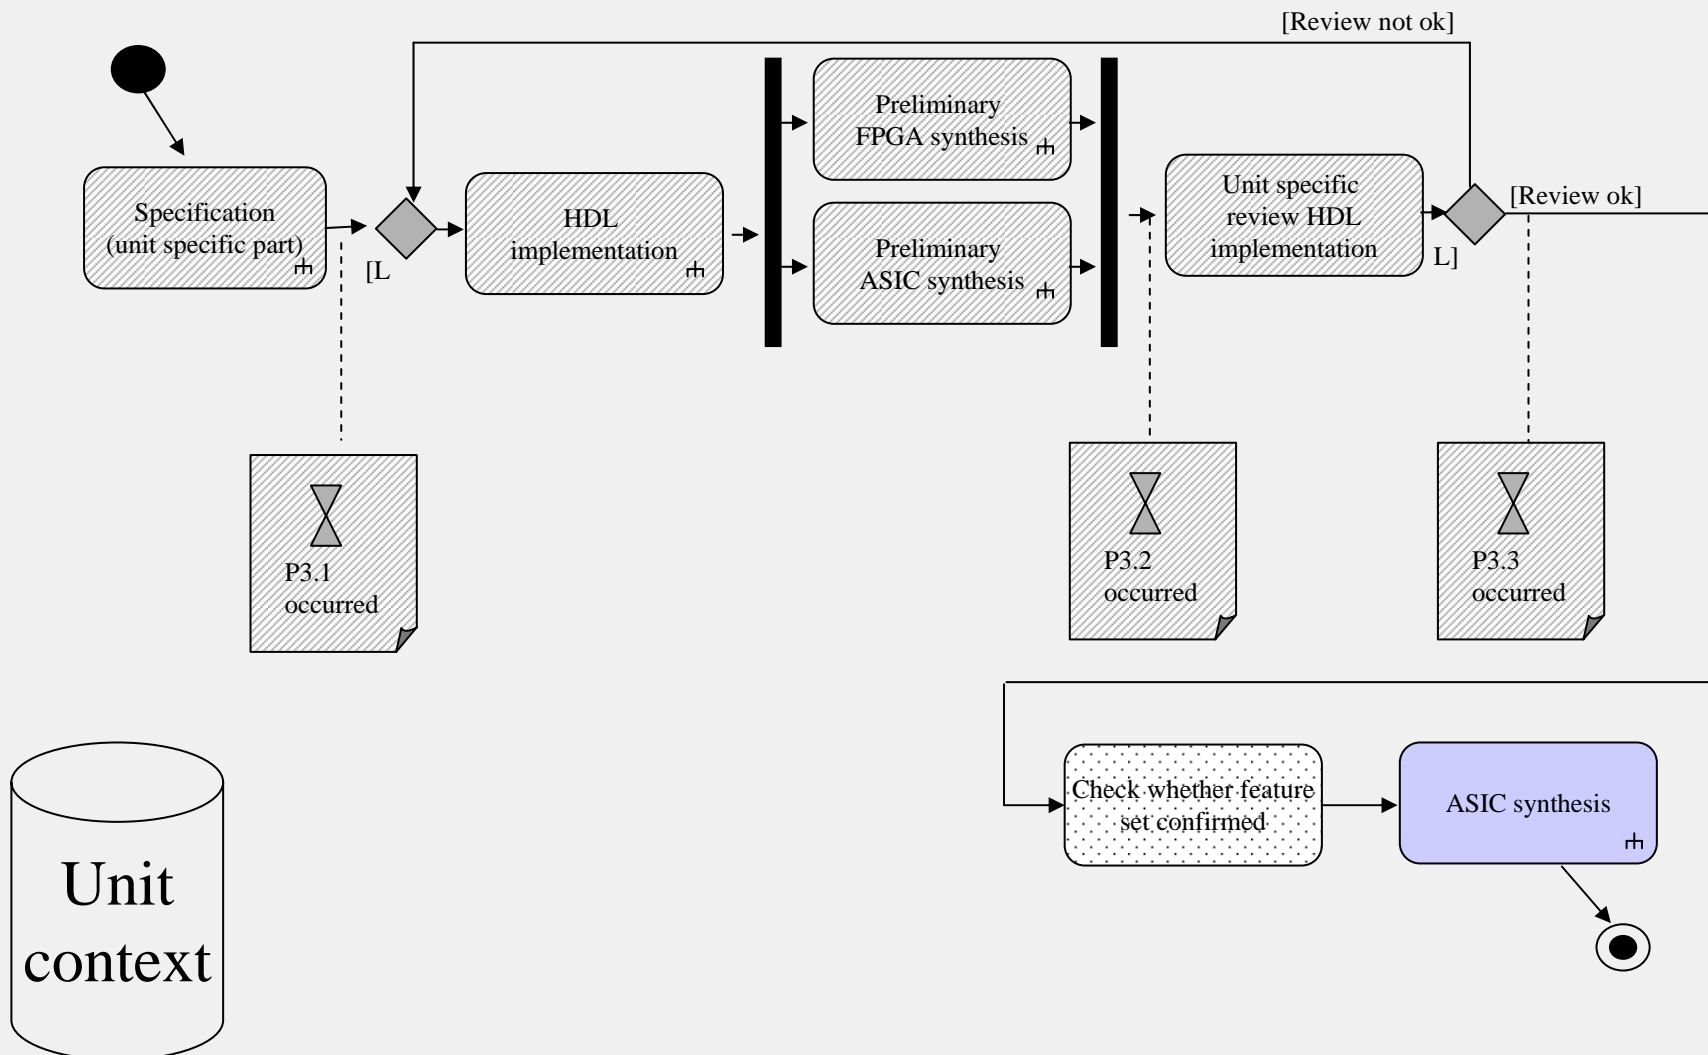 [Review not ok]
Preliminary
FPGA synthesis
Specification
(unit specific part)
[L
HDL
implementation
Preliminary
ASIC synthesis
Unit specific
review HDL
implementation
L]
[Review ok]
P3.1
occurred
P3.2
occurred
P3.3
occurred
Unit
context
Check whether feature
set confirmed
ASIC synthesis